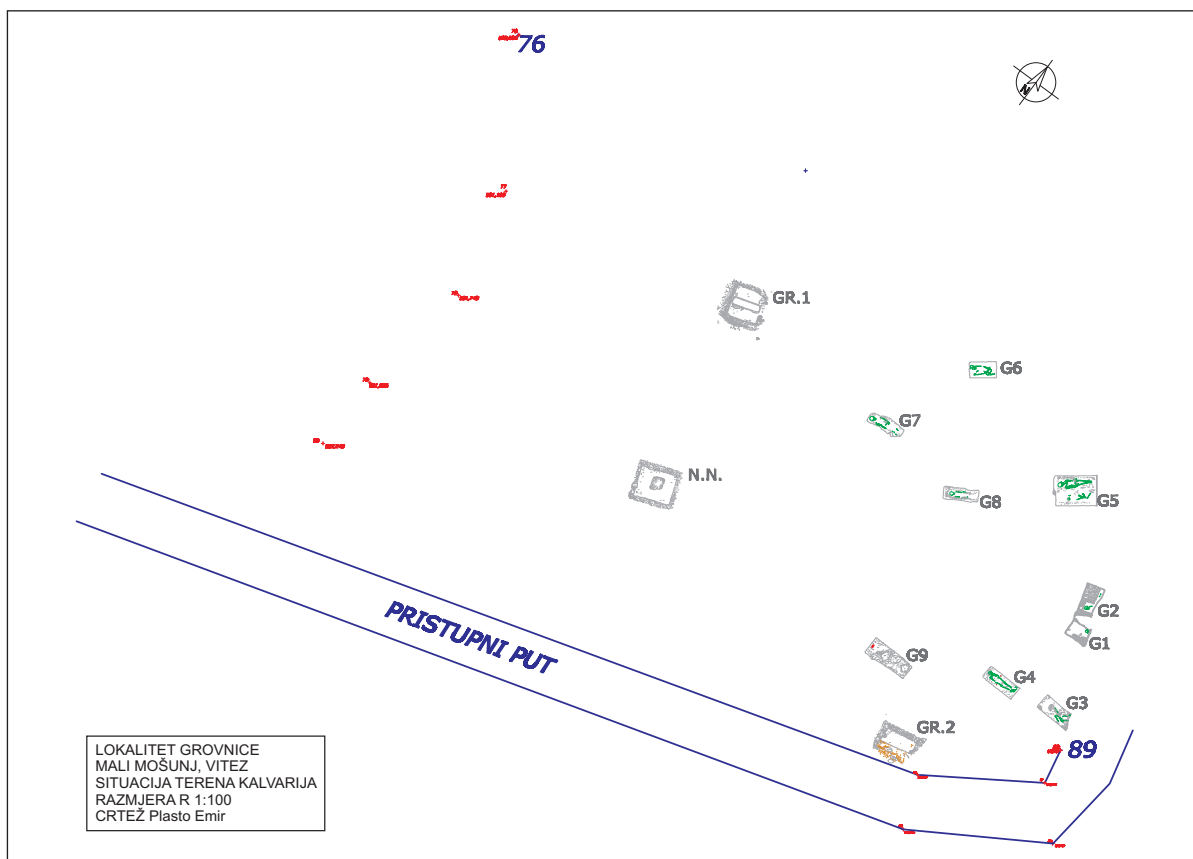 76
N
77
GR.1
G6
G7
N.N.
G8
G5
G2
G1
PRISTUPNI PUT
G9
G4
G3
GR.2
89
LOKALITET GROVNICE
MALI MOŠUNJ, VITEZ
SITUACIJA TERENA KALVARIJA
RAZMJERA R 1:100
CRTEŽ Plasto Emir